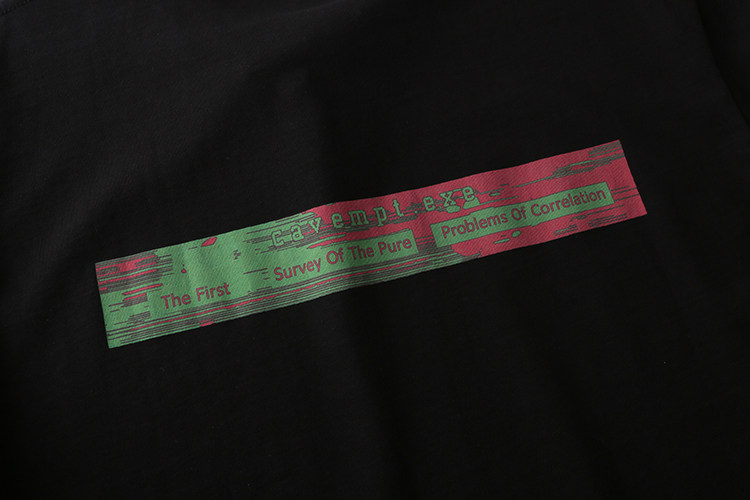 cavempt.exe
The First Survey Of The Pure Problems Of Correlation